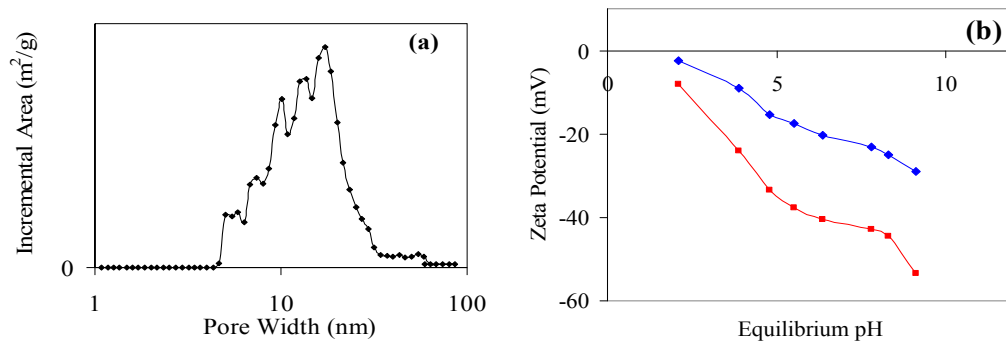 (a)
Incremental Area (m²/g)
0
1
10
100
Pore Width (nm)
(b)
0
-20
-40
-60
0
5
10
Zeta Potential (mV)
Equilibrium pH